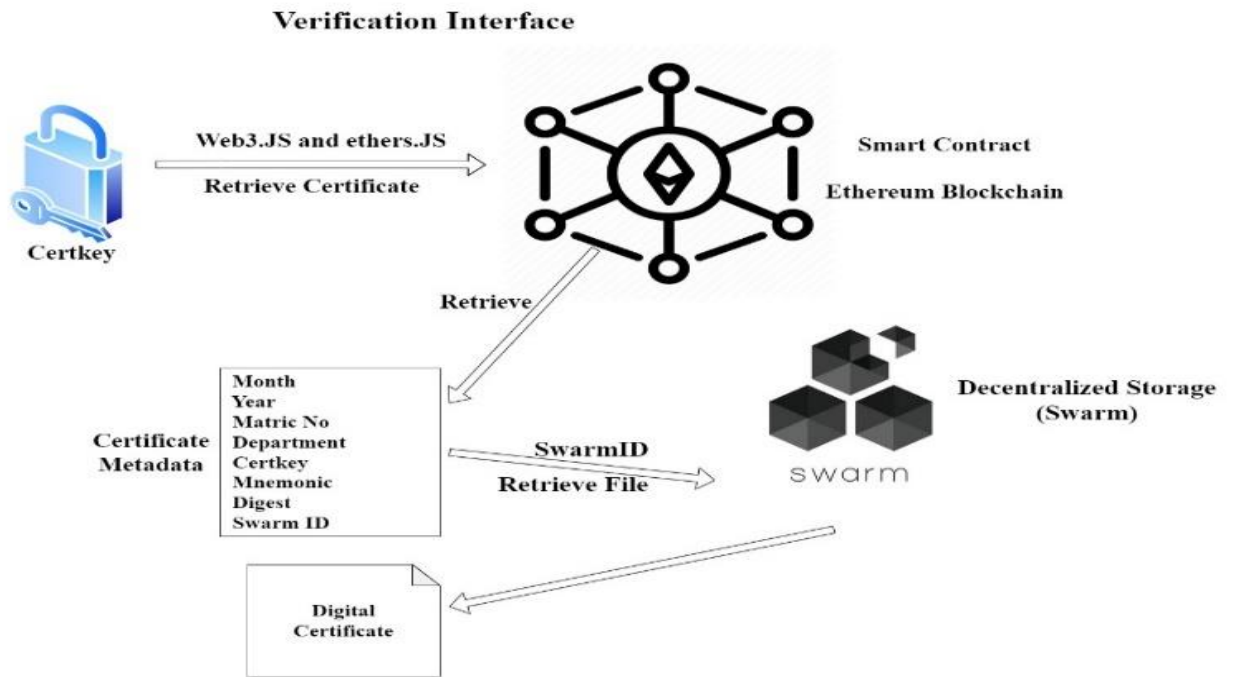 Verification Interface
Web3.JS and ethers.JS
Retrieve Certificate
Certkey
Smart Contract
Ethereum Blockchain
Retrieve
Certificate
Metadata
Month
Year
Matric No
Department
Certkey
Mnemonic
Digest
Swarm ID
SwarmID
Retrieve File
swarm
Decentralized Storage
(Swarm)
Digital
Certificate